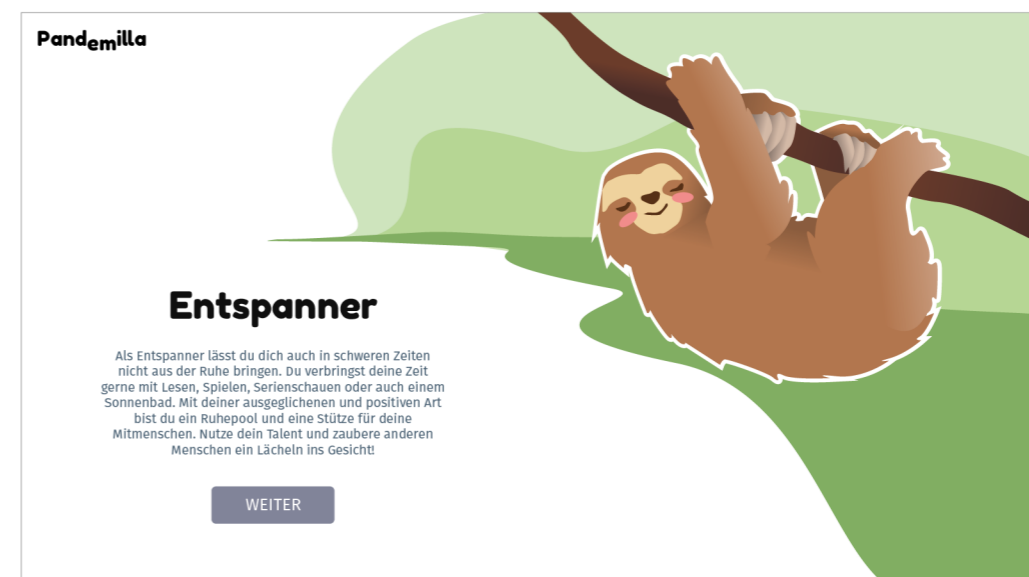 Pandemilla
Entspanner
Als Entspanner lässt du dich auch in schweren Zeiten
nicht aus der Ruhe bringen. Du verbringst deine Zeit
gerne mit Lesen, Spielen, Serienschauen oder auch einem
Sonnenbad. Mit deiner ausgeglichenen und positiven Art
bist du ein Ruhepool und eine Stütze für deine
Mitmenschen. Nutze dein Talent und zaubere anderen
Menschen ein Lächeln ins Gesicht!
WEITER